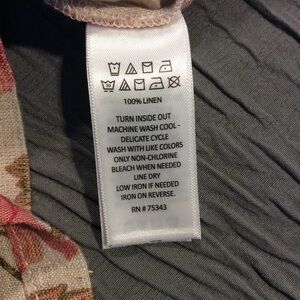 100% LINEN
TURN INSIDE OUT
MACHINE WASH COOL -
DELICATE CYCLE
WASH WITH LIKE COLORS
ONLY NON-CHLORINE
BLEACH WHEN NEEDED
LINE DRY
LOW IRON IF NEEDED
IRON ON REVERSE.
RN # 75343